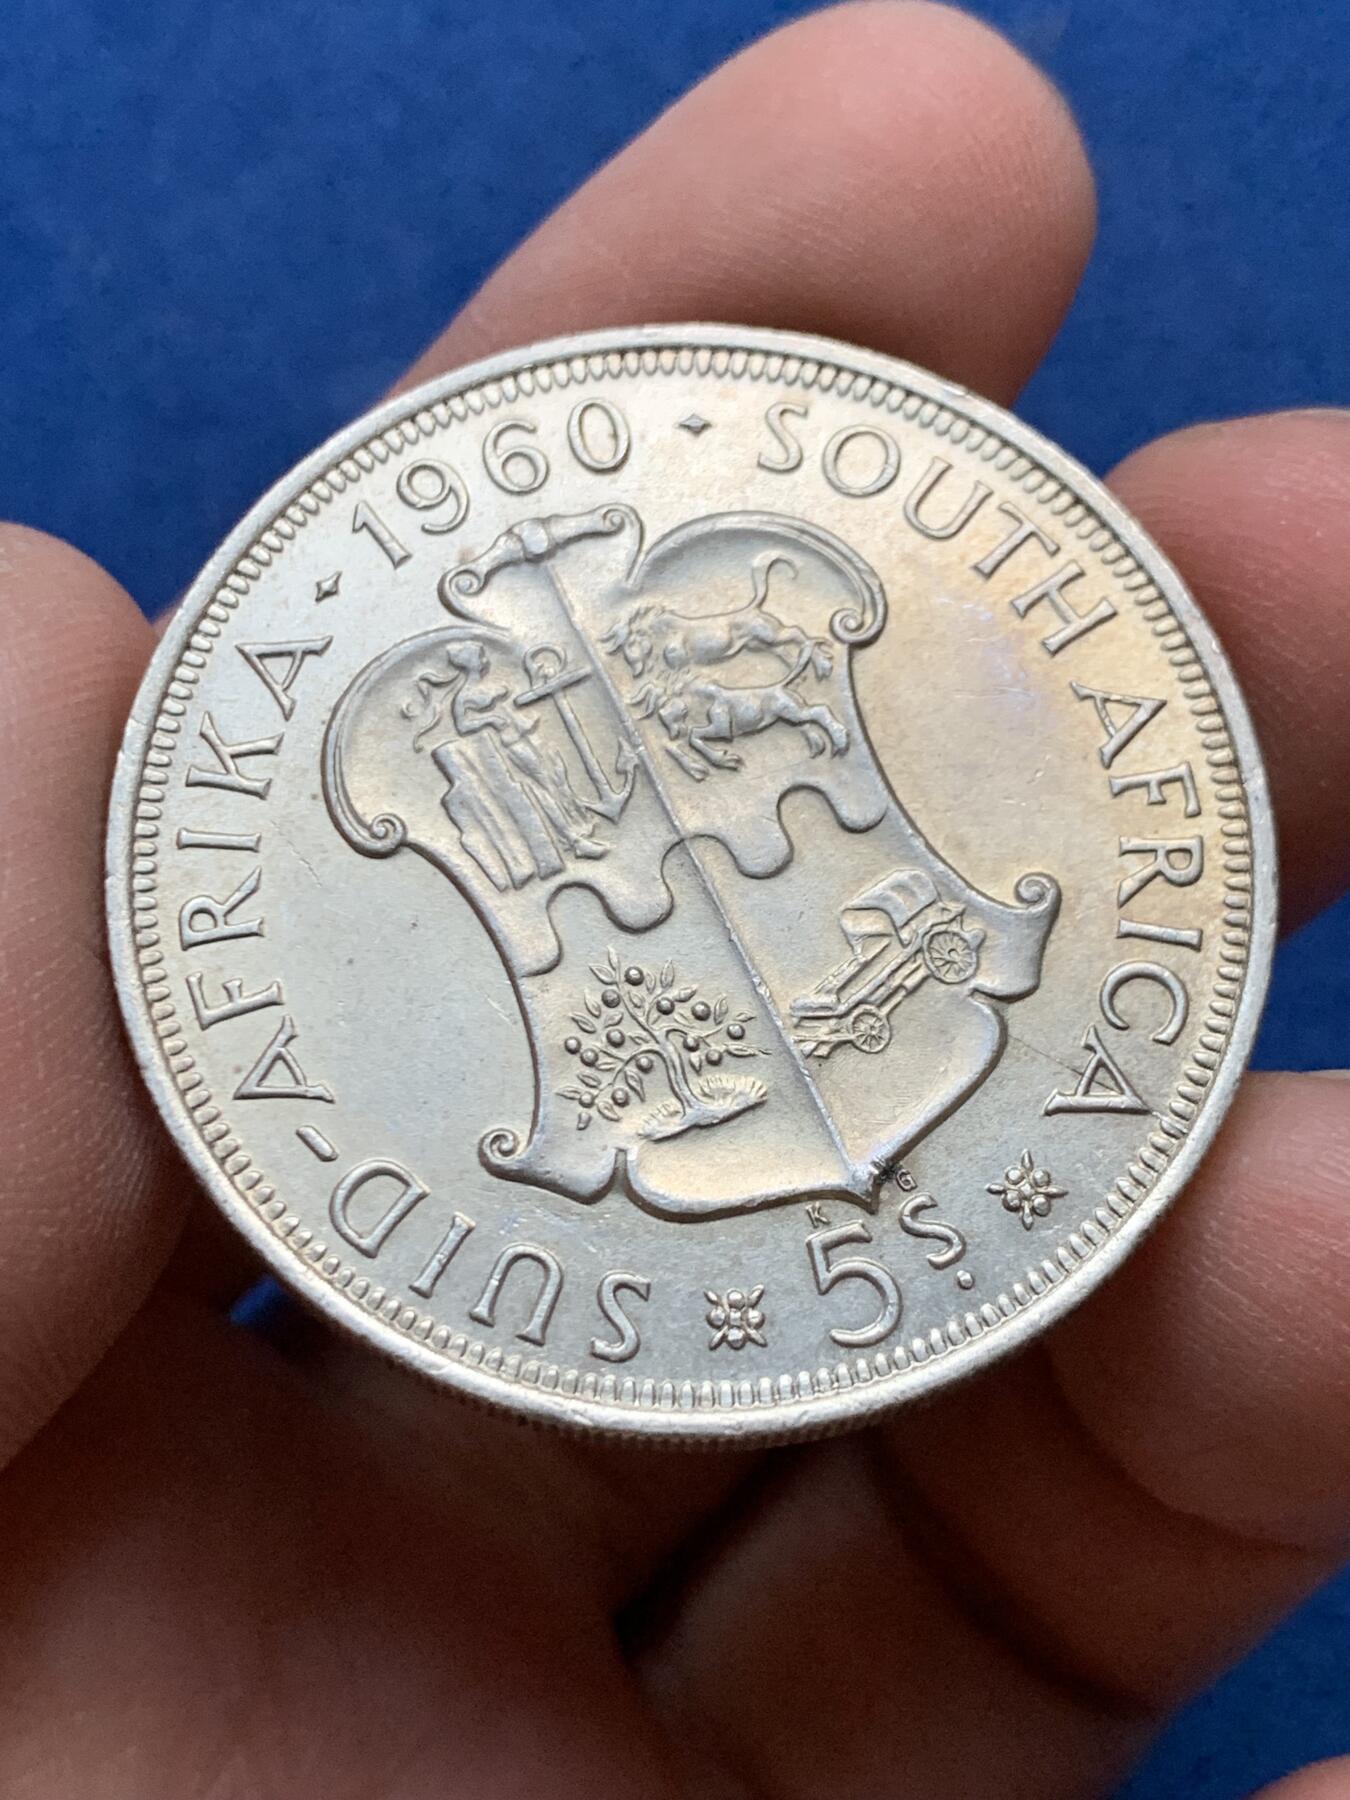 SUID-AFRIKA · 1960 · SOUTH AFRICA
K G
5S.